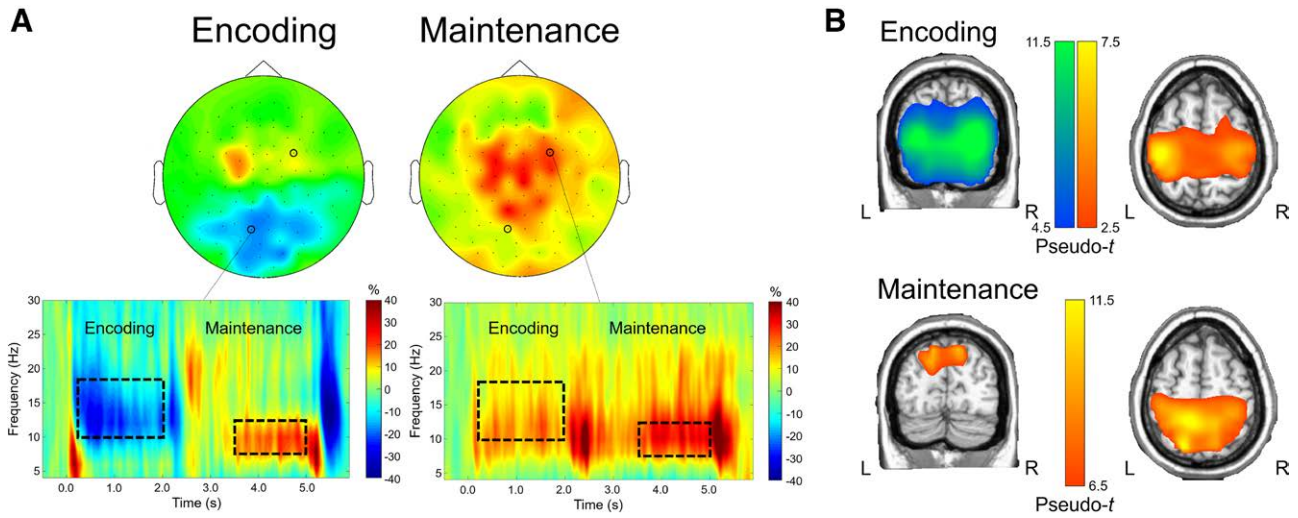 A
Encoding
Maintenance
%
30
25
20
15
10
5
Frequency (Hz)
Encoding
Maintenance
0.0 1.0 2.0 3.0 4.0 5.0
Time (s)
40
30
20
10
0
-10
-20
-30
-40
%
30
25
20
15
10
5
Frequency (Hz)
Encoding
Maintenance
0.0 1.0 2.0 3.0 4.0 5.0
Time (s)
40
30
20
10
0
-10
-20
-30
-40
B
Encoding
11.5 7.5
L R L R
4.5 2.5
Pseudo-t
Maintenance
11.5
L R L R
6.5
Pseudo-t